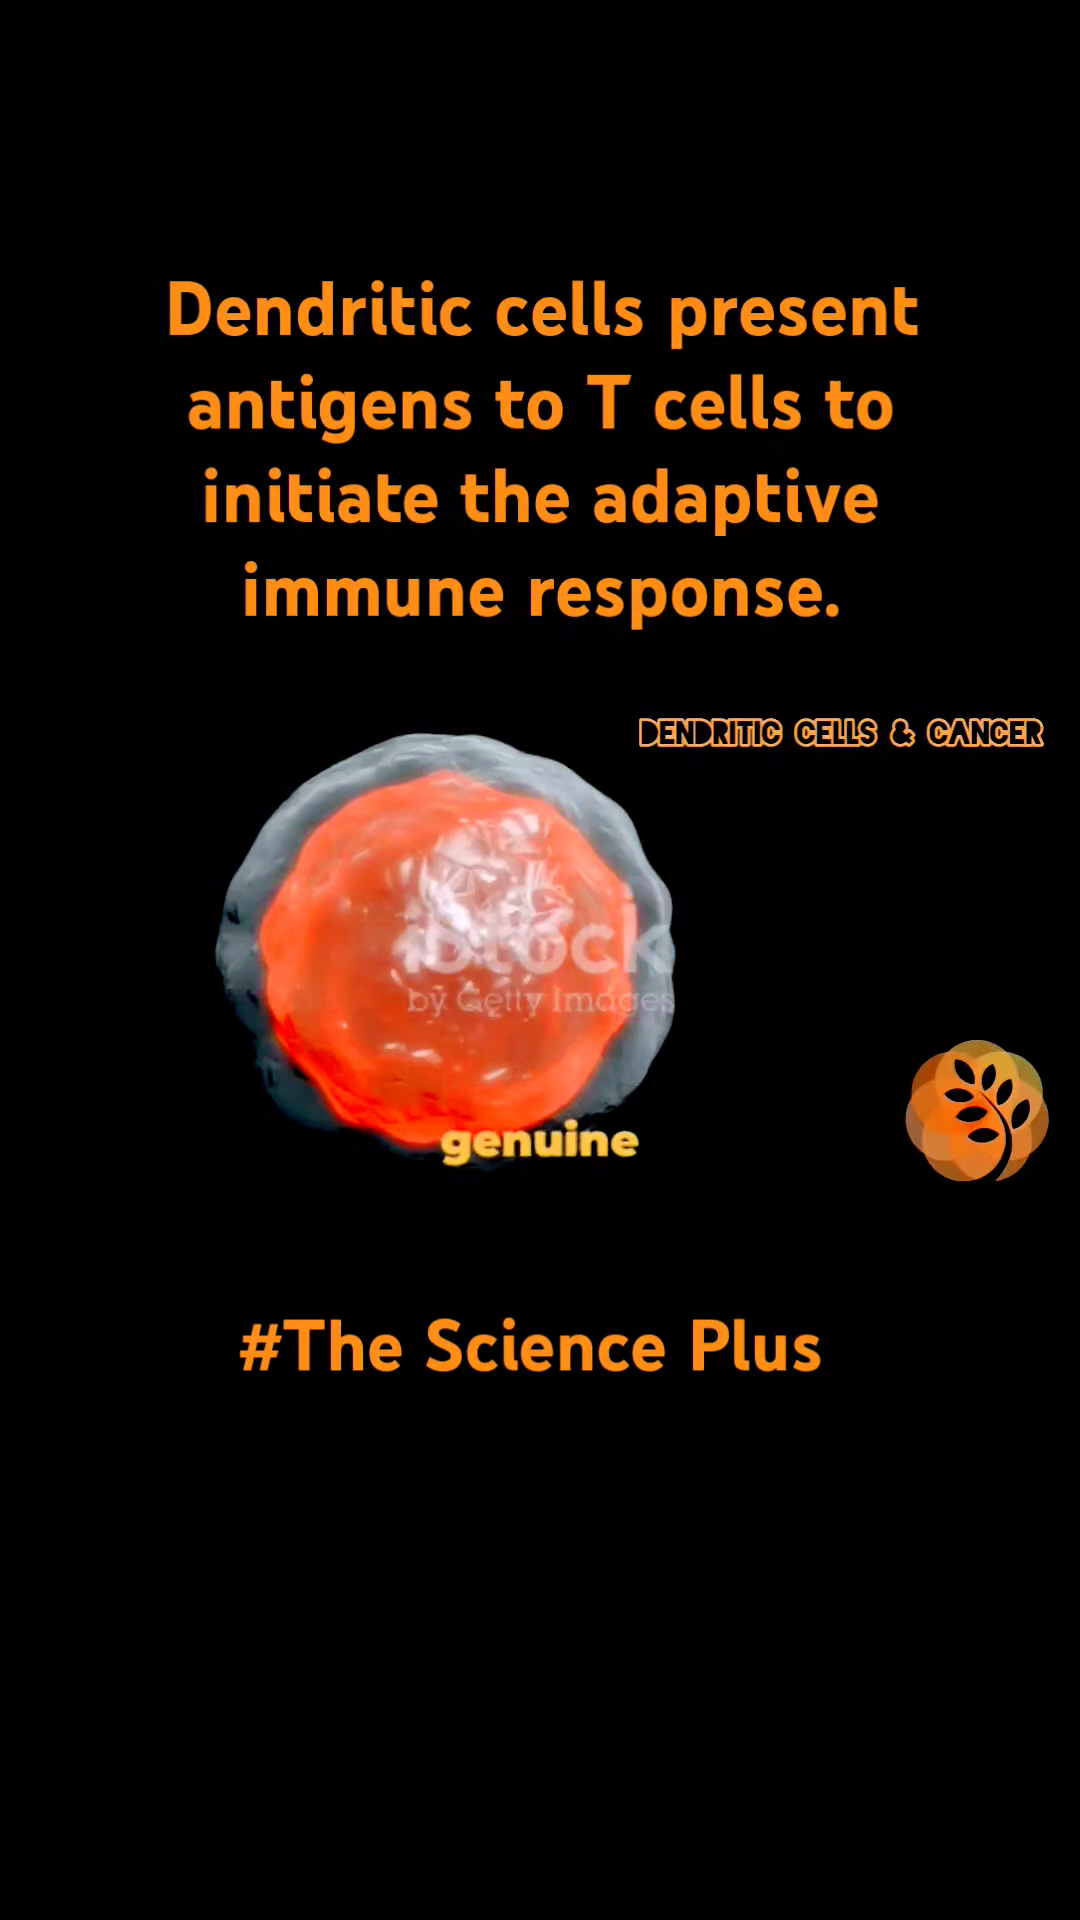 Dendritic cells present
antigens to T cells to
initiate the adaptive
immune response.
DENDRITIC CELLS & CANCER
iStock
by Getty Images
genuine
#The Science Plus